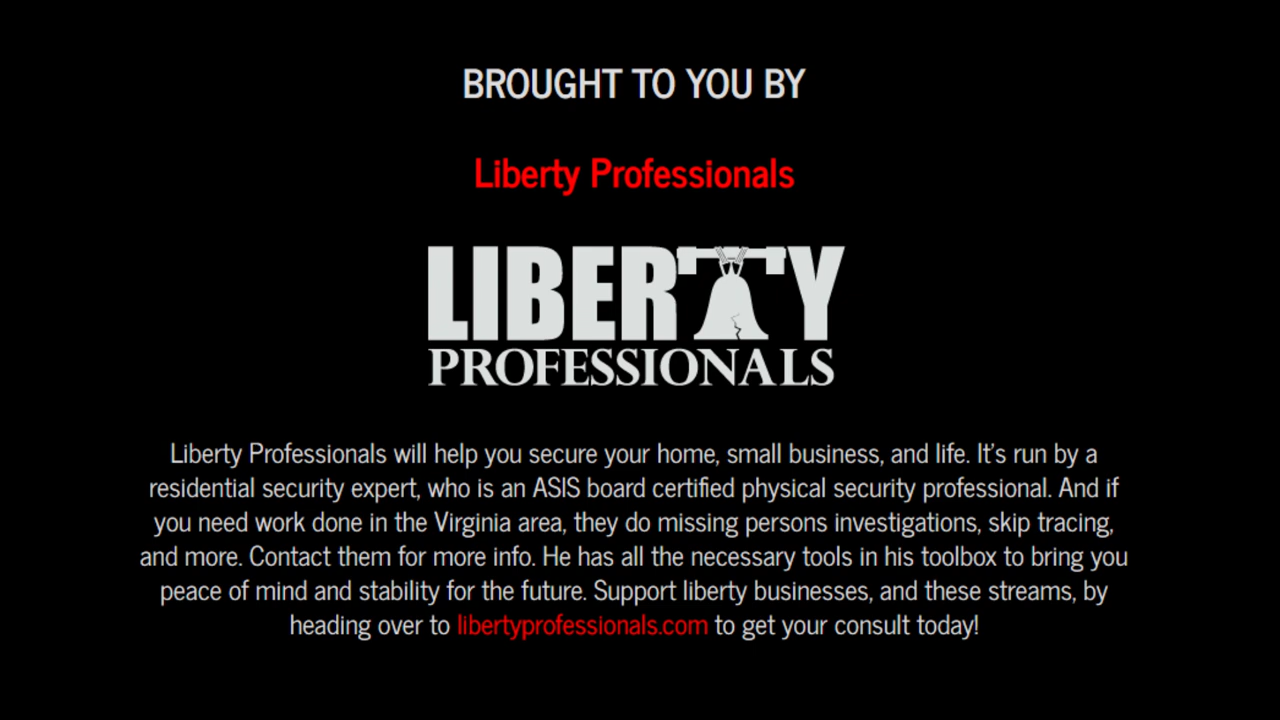 BROUGHT TO YOU BY
Liberty Professionals
LIBERTY
PROFESSIONALS
Liberty Professionals will help you secure your home, small business, and life. It's run by a
residential security expert, who is an ASIS board certified physical security professional. And if
you need work done in the Virginia area, they do missing persons investigations, skip tracing,
and more. Contact them for more info. He has all the necessary tools in his toolbox to bring you
peace of mind and stability for the future. Support liberty businesses, and these streams, by
heading over to libertyprofessionals.com to get your consult today!